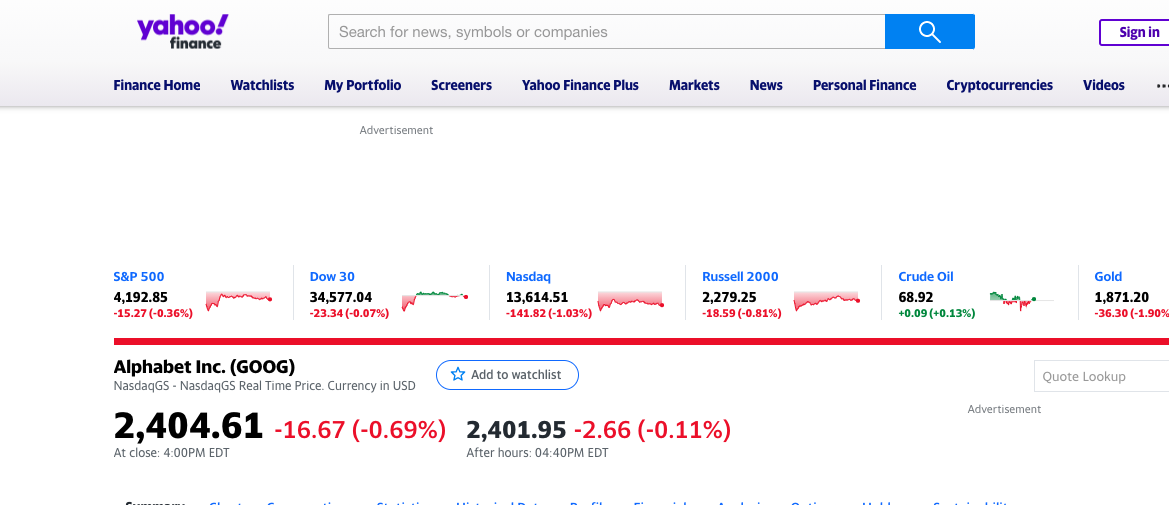 yahoo!
finance
Search for news, symbols or companies
Sign in
Finance Home Watchlists My Portfolio Screeners Yahoo Finance Plus Markets News Personal Finance Cryptocurrencies Videos ...
Advertisement
S&P 500 Dow 30 Nasdaq Russell 2000 Crude Oil Gold
4,192.85 34,577.04 13,614.51 2,279.25 68.92 1,871.20
-15.27 (-0.36%) -23.34 (-0.07%) -141.82 (-1.03%) -18.59 (-0.81%) +0.09 (+0.13%) -36.30 (-1.90%
Alphabet Inc. (GOOG)
Add to watchlist
NasdaqGS - NasdaqGS Real Time Price. Currency in USD
Quote Lookup
Advertisement
2,404.61 -16.67 (-0.69%) 2,401.95 -2.66 (-0.11%)
At close: 4:00PM EDT After hours: 04:40PM EDT